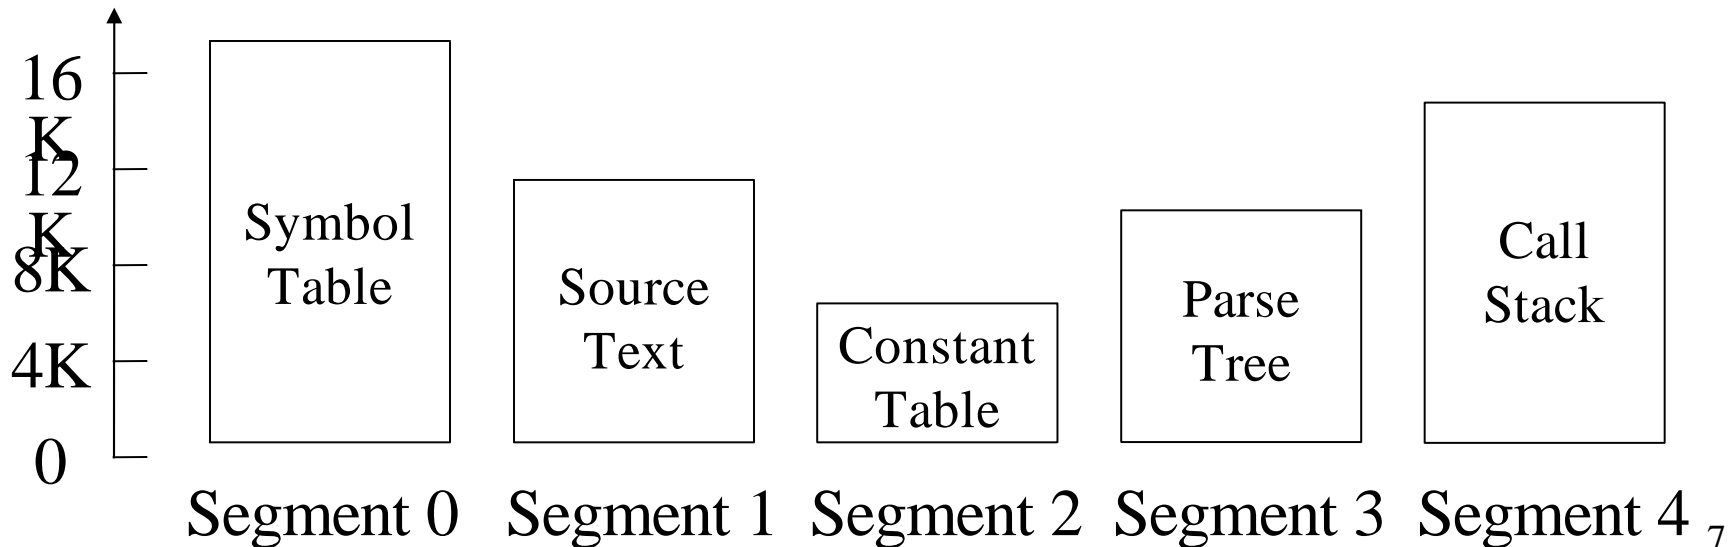 16
K
12
K
8K
4K
0
Symbol
Table
Source
Text
Constant
Table
Parse
Tree
Call
Stack
Segment 0
Segment 1
Segment 2
Segment 3
Segment 4
7